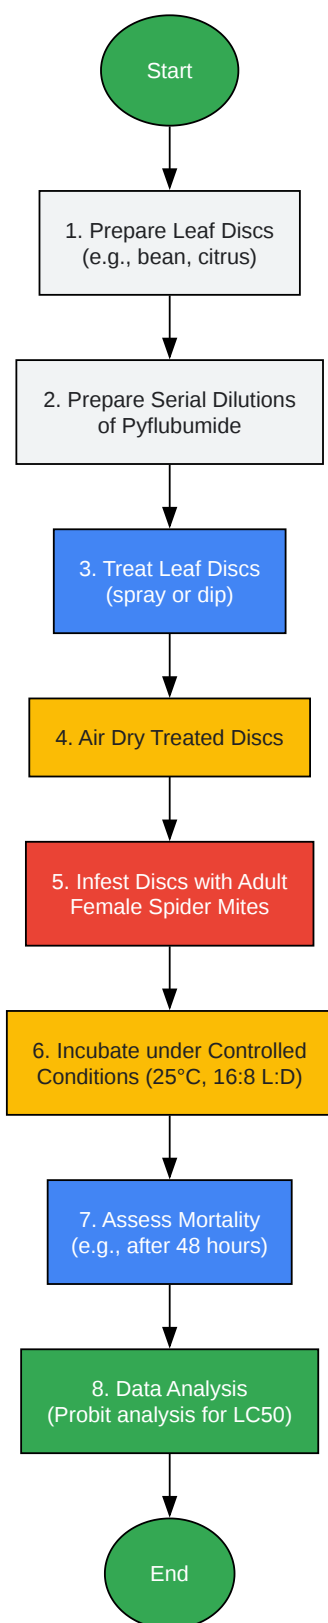 Start
1. Prepare Leaf Discs
(e.g., bean, citrus)
2. Prepare Serial Dilutions
of Pyflubumide
3. Treat Leaf Discs
(spray or dip)
4. Air Dry Treated Discs
5. Infest Discs with Adult
Female Spider Mites
6. Incubate under Controlled
Conditions (25°C, 16:8 L:D)
7. Assess Mortality
(e.g., after 48 hours)
8. Data Analysis
(Probit analysis for LC50)
End